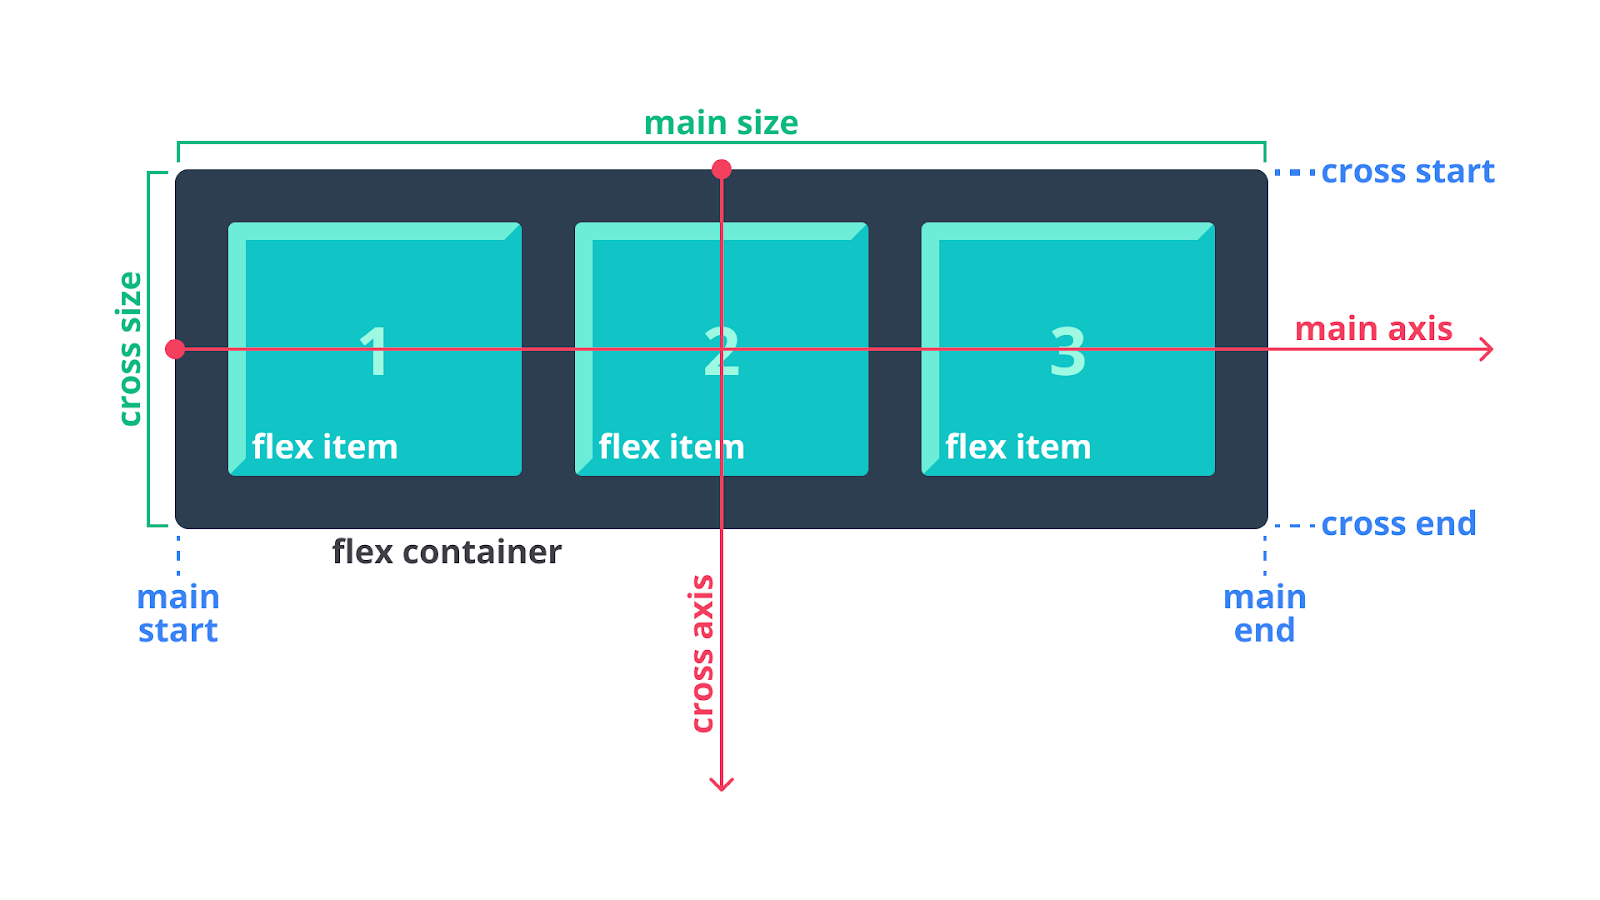 main size
cross start
cross size
1
2
3
main axis
flex item
flex item
flex item
cross end
flex container
main
start
cross axis
main
end